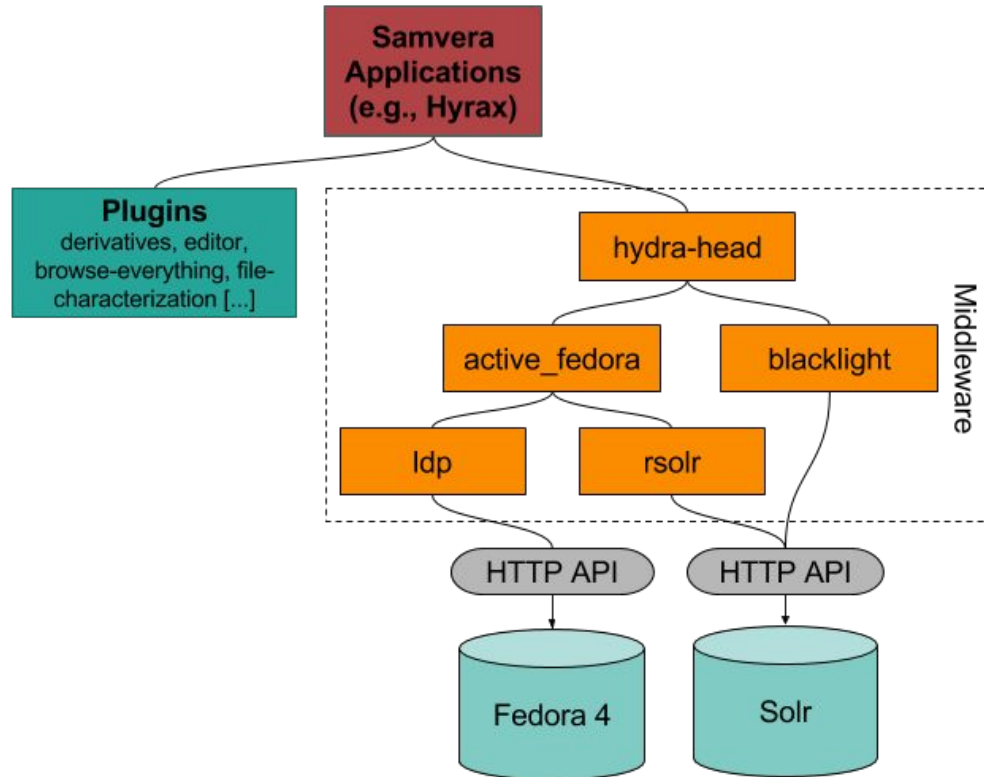 Samvera
Applications
(e.g., Hyrax)
Plugins
derivatives, editor,
browse-everything, file-
characterization [...]
hydra-head
Middleware
active_fedora
blacklight
ldp
rsolr
HTTP API
HTTP API
Fedora 4
Solr